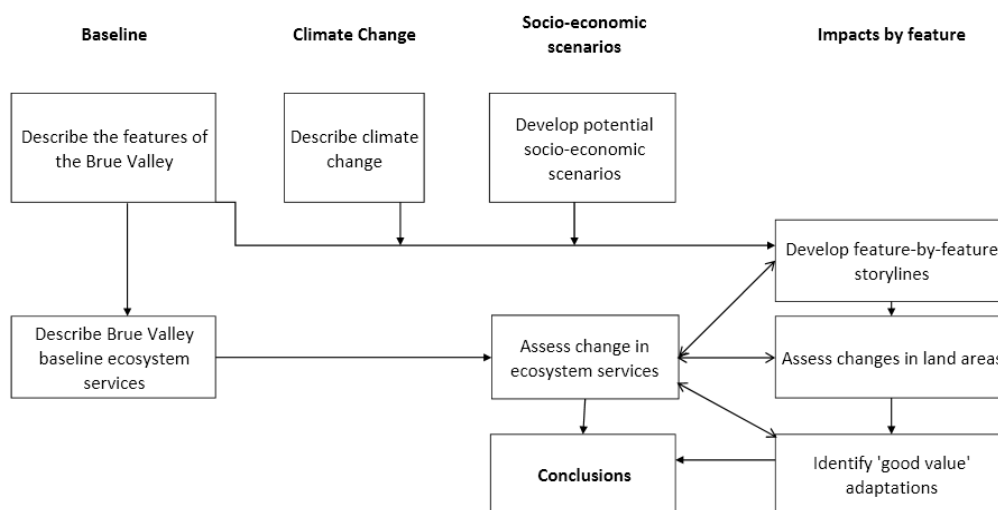 Baseline
Climate Change
Socio-economic
scenarios
Impacts by feature
Describe the features of
the Brue Valley
Describe climate
change
Develop potential
socio-economic
scenarios
Develop feature-by-feature
storylines
Describe Brue Valley
baseline ecosystem
services
Assess change in
ecosystem services
Assess changes in land areas
Conclusions
Identify 'good value'
adaptations